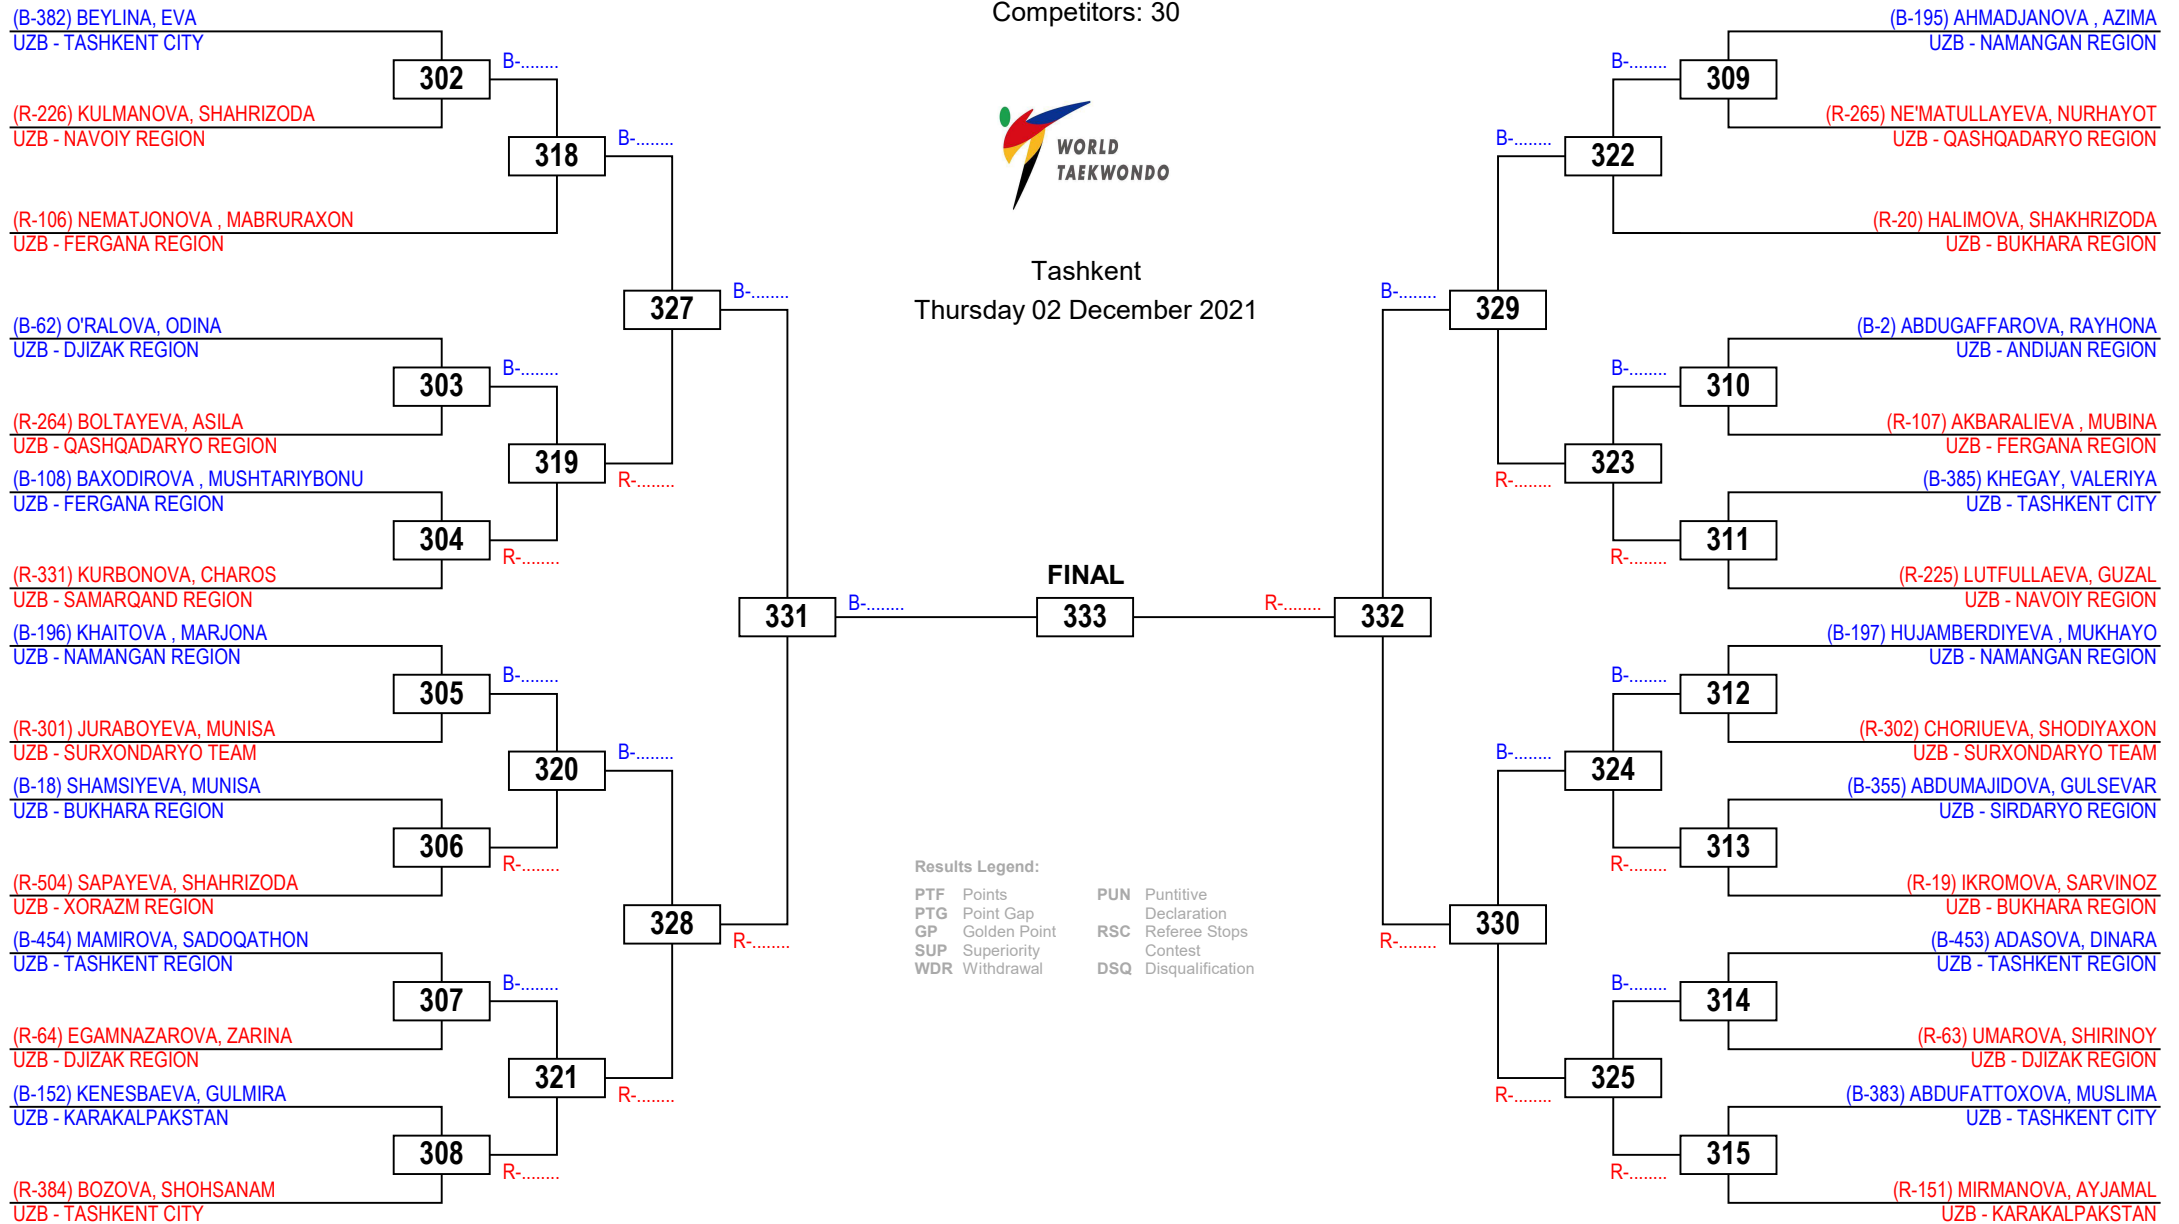 Competitors: 30
WORLD
TAEKWONDO
Tashkent
Thursday 02 December 2021
(B-382) BEYLINA, EVA
UZB - TASHKENT CITY
302
B-........
(R-226) KULMANOVA, SHAHRIZODA
UZB - NAVOIY REGION
318
B-........
(R-106) NEMATJONOVA , MABRURAXON
UZB - FERGANA REGION
327
B-........
(B-62) O'RALOVA, ODINA
UZB - DJIZAK REGION
303
B-........
(R-264) BOLTAYEVA, ASILA
UZB - QASHQADARYO REGION
319
R-........
(B-108) BAXODIROVA , MUSHTARIYBONU
UZB - FERGANA REGION
304
R-........
(R-331) KURBONOVA, CHAROS
UZB - SAMARQAND REGION
331
B-........
(B-196) KHAITOVA , MARJONA
UZB - NAMANGAN REGION
305
B-........
(R-301) JURABOYEVA, MUNISA
UZB - SURXONDARYO TEAM
320
B-........
(B-18) SHAMSIYEVA, MUNISA
UZB - BUKHARA REGION
306
R-........
(R-504) SAPAYEVA, SHAHRIZODA
UZB - XORAZM REGION
328
R-........
(B-454) MAMIROVA, SADOQATHON
UZB - TASHKENT REGION
307
B-........
(R-64) EGAMNAZAROVA, ZARINA
UZB - DJIZAK REGION
321
R-........
(B-152) KENESBAEVA, GULMIRA
UZB - KARAKALPAKSTAN
308
R-........
(R-384) BOZOVA, SHOHSANAM
UZB - TASHKENT CITY
FINAL
333
Results Legend:
PTF Points
PTG Point Gap
GP Golden Point
SUP Superiority
WDR Withdrawal
PUN Puntitive
Declaration
RSC Referee Stops
Contest
DSQ Disqualification
(B-195) AHMADJANOVA , AZIMA
UZB - NAMANGAN REGION
B-........
309
(R-265) NE'MATULLAYEVA, NURHAYOT
UZB - QASHQADARYO REGION
B-........
322
(R-20) HALIMOVA, SHAKHRIZODA
UZB - BUKHARA REGION
B-........
329
(B-2) ABDUGAFFAROVA, RAYHONA
UZB - ANDIJAN REGION
B-........
310
(R-107) AKBARALIEVA , MUBINA
UZB - FERGANA REGION
R-........
323
(B-385) KHEGAY, VALERIYA
UZB - TASHKENT CITY
R-........
311
(R-225) LUTFULLAEVA, GUZAL
UZB - NAVOIY REGION
R-........
332
(B-197) HUJAMBERDIYEVA , MUKHAYO
UZB - NAMANGAN REGION
B-........
312
(R-302) CHORIUEVA, SHODIYAXON
UZB - SURXONDARYO TEAM
B-........
324
(B-355) ABDUMAJIDOVA, GULSEVAR
UZB - SIRDARYO REGION
R-........
313
(R-19) IKROMOVA, SARVINOZ
UZB - BUKHARA REGION
R-........
330
(B-453) ADASOVA, DINARA
UZB - TASHKENT REGION
B-........
314
(R-63) UMAROVA, SHIRINOY
UZB - DJIZAK REGION
R-........
325
(B-383) ABDUFATTOXOVA, MUSLIMA
UZB - TASHKENT CITY
R-........
315
(R-151) MIRMANOVA, AYJAMAL
UZB - KARAKALPAKSTAN